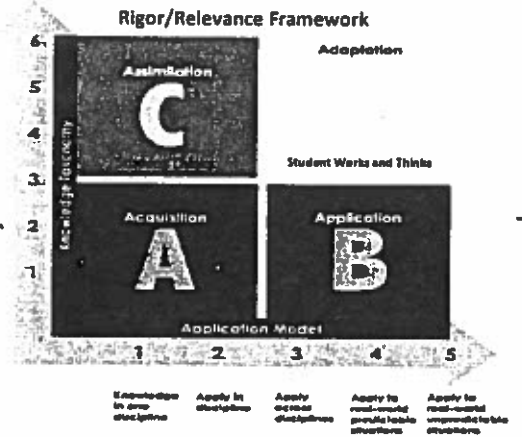 Rigor/Relevance Framework
6
5
4
3
2
1
Knowledge Taxonomy
Assimilation
C
Adaptation
Student Works and Thinks
Acquisition
A
Application
B
Application Model
1 2 3 4 5
Knowledge
in one
discipline
Apply in
discipline
Apply
across
disciplines
Apply to
real-world
predictable
situations
Apply to
real-world
unpredictable
situations